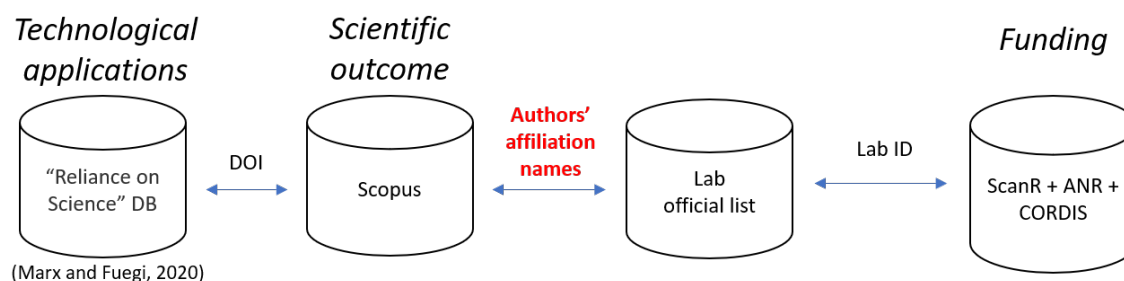 Technological
applications
Scientific
outcome
Funding
“Reliance on
Science” DB
(Marx and Fuegi, 2020)
DOI
Scopus
Authors’
affiliation
names
Lab
official list
Lab ID
ScanR + ANR +
CORDIS